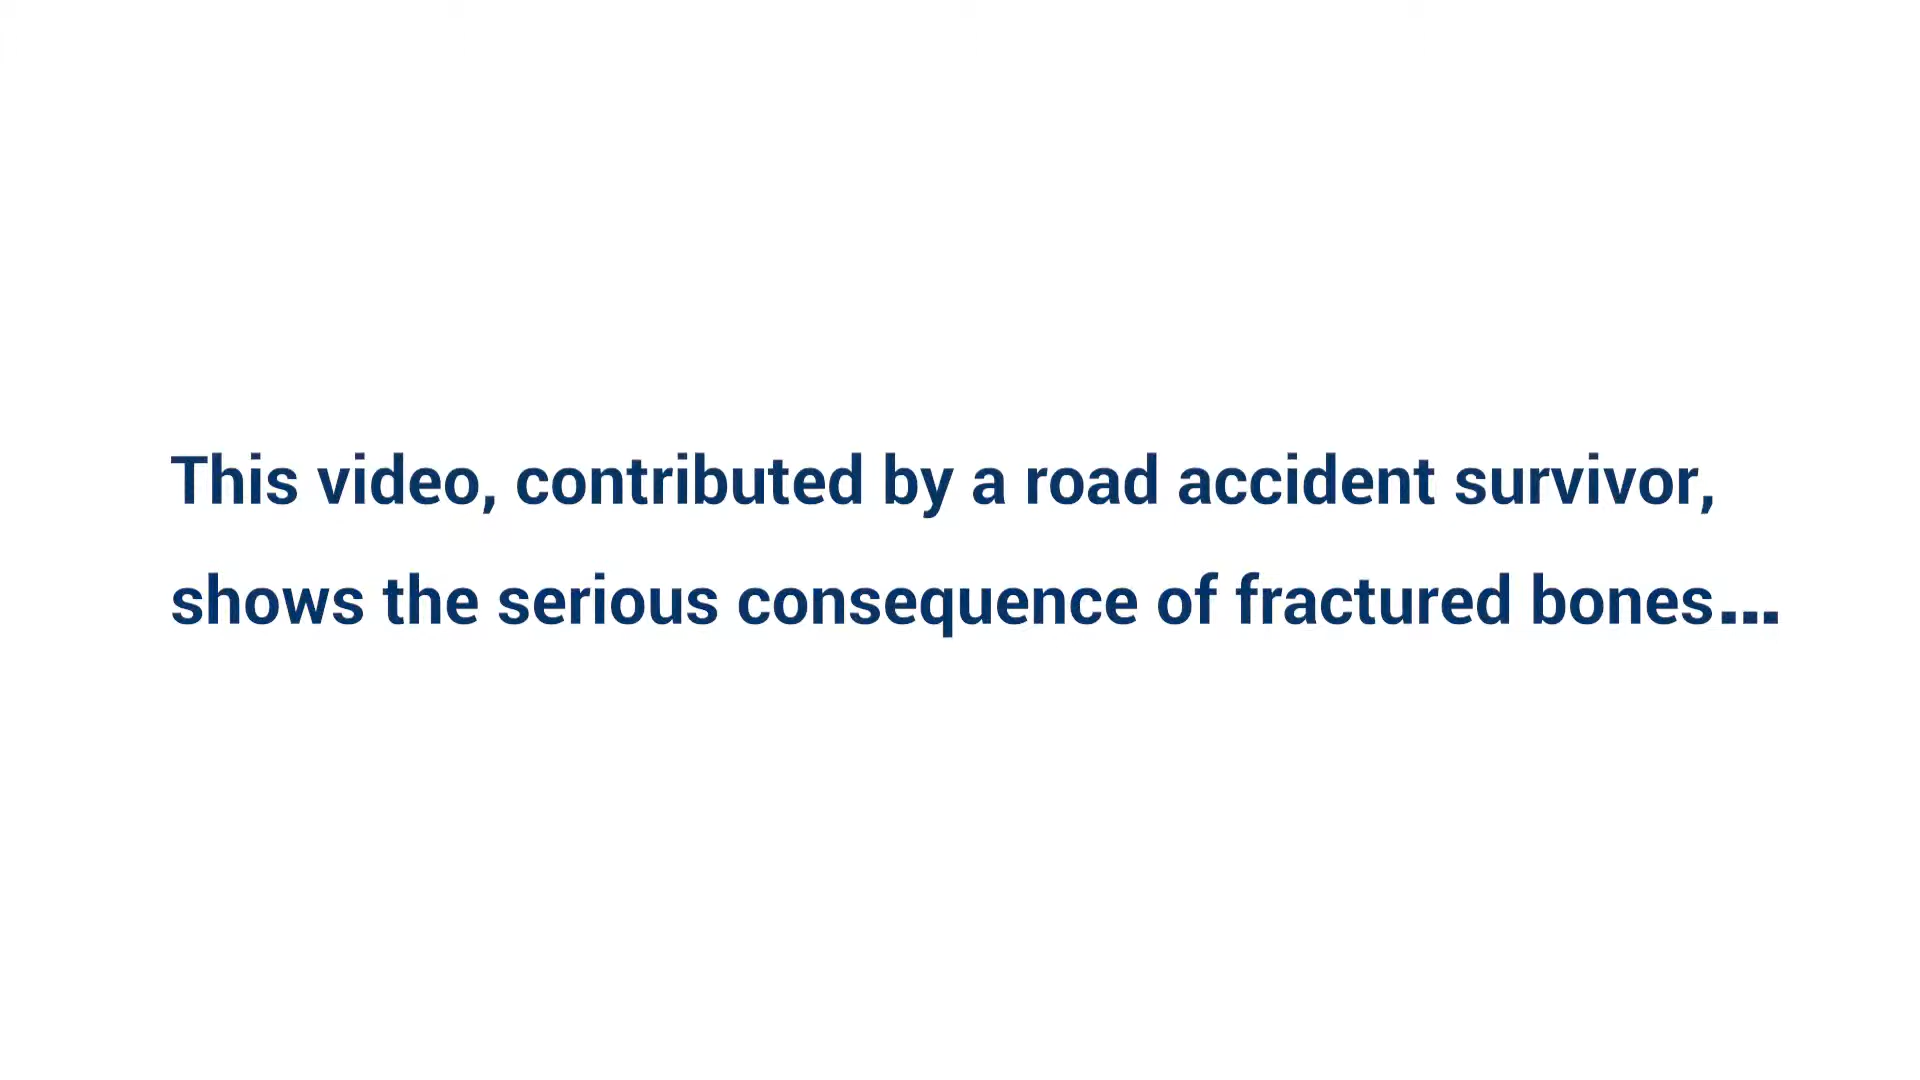 This video, contributed by a road accident survivor,
shows the serious consequence of fractured bones...